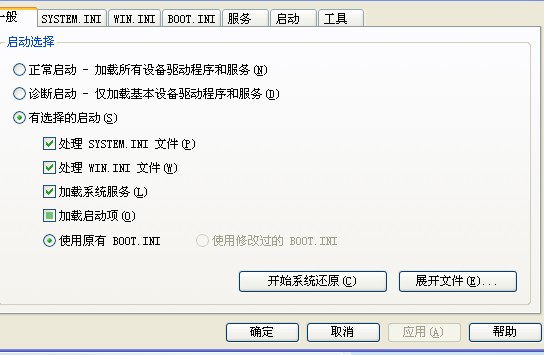 一般 SYSTEM.INI WIN.INI BOOT.INI 服务 启动 工具
启动选择
正常启动 - 加载所有设备驱动程序和服务(N)
诊断启动 - 仅加载基本设备驱动程序和服务(D)
有选择的启动(S)
处理 SYSTEM.INI 文件(P)
处理 WIN.INI 文件(W)
加载系统服务(L)
加载启动项(O)
使用原有 BOOT.INI 使用修改过的 BOOT.INI
开始系统还原(C) 展开文件(E)...
确定 取消 应用(A) 帮助